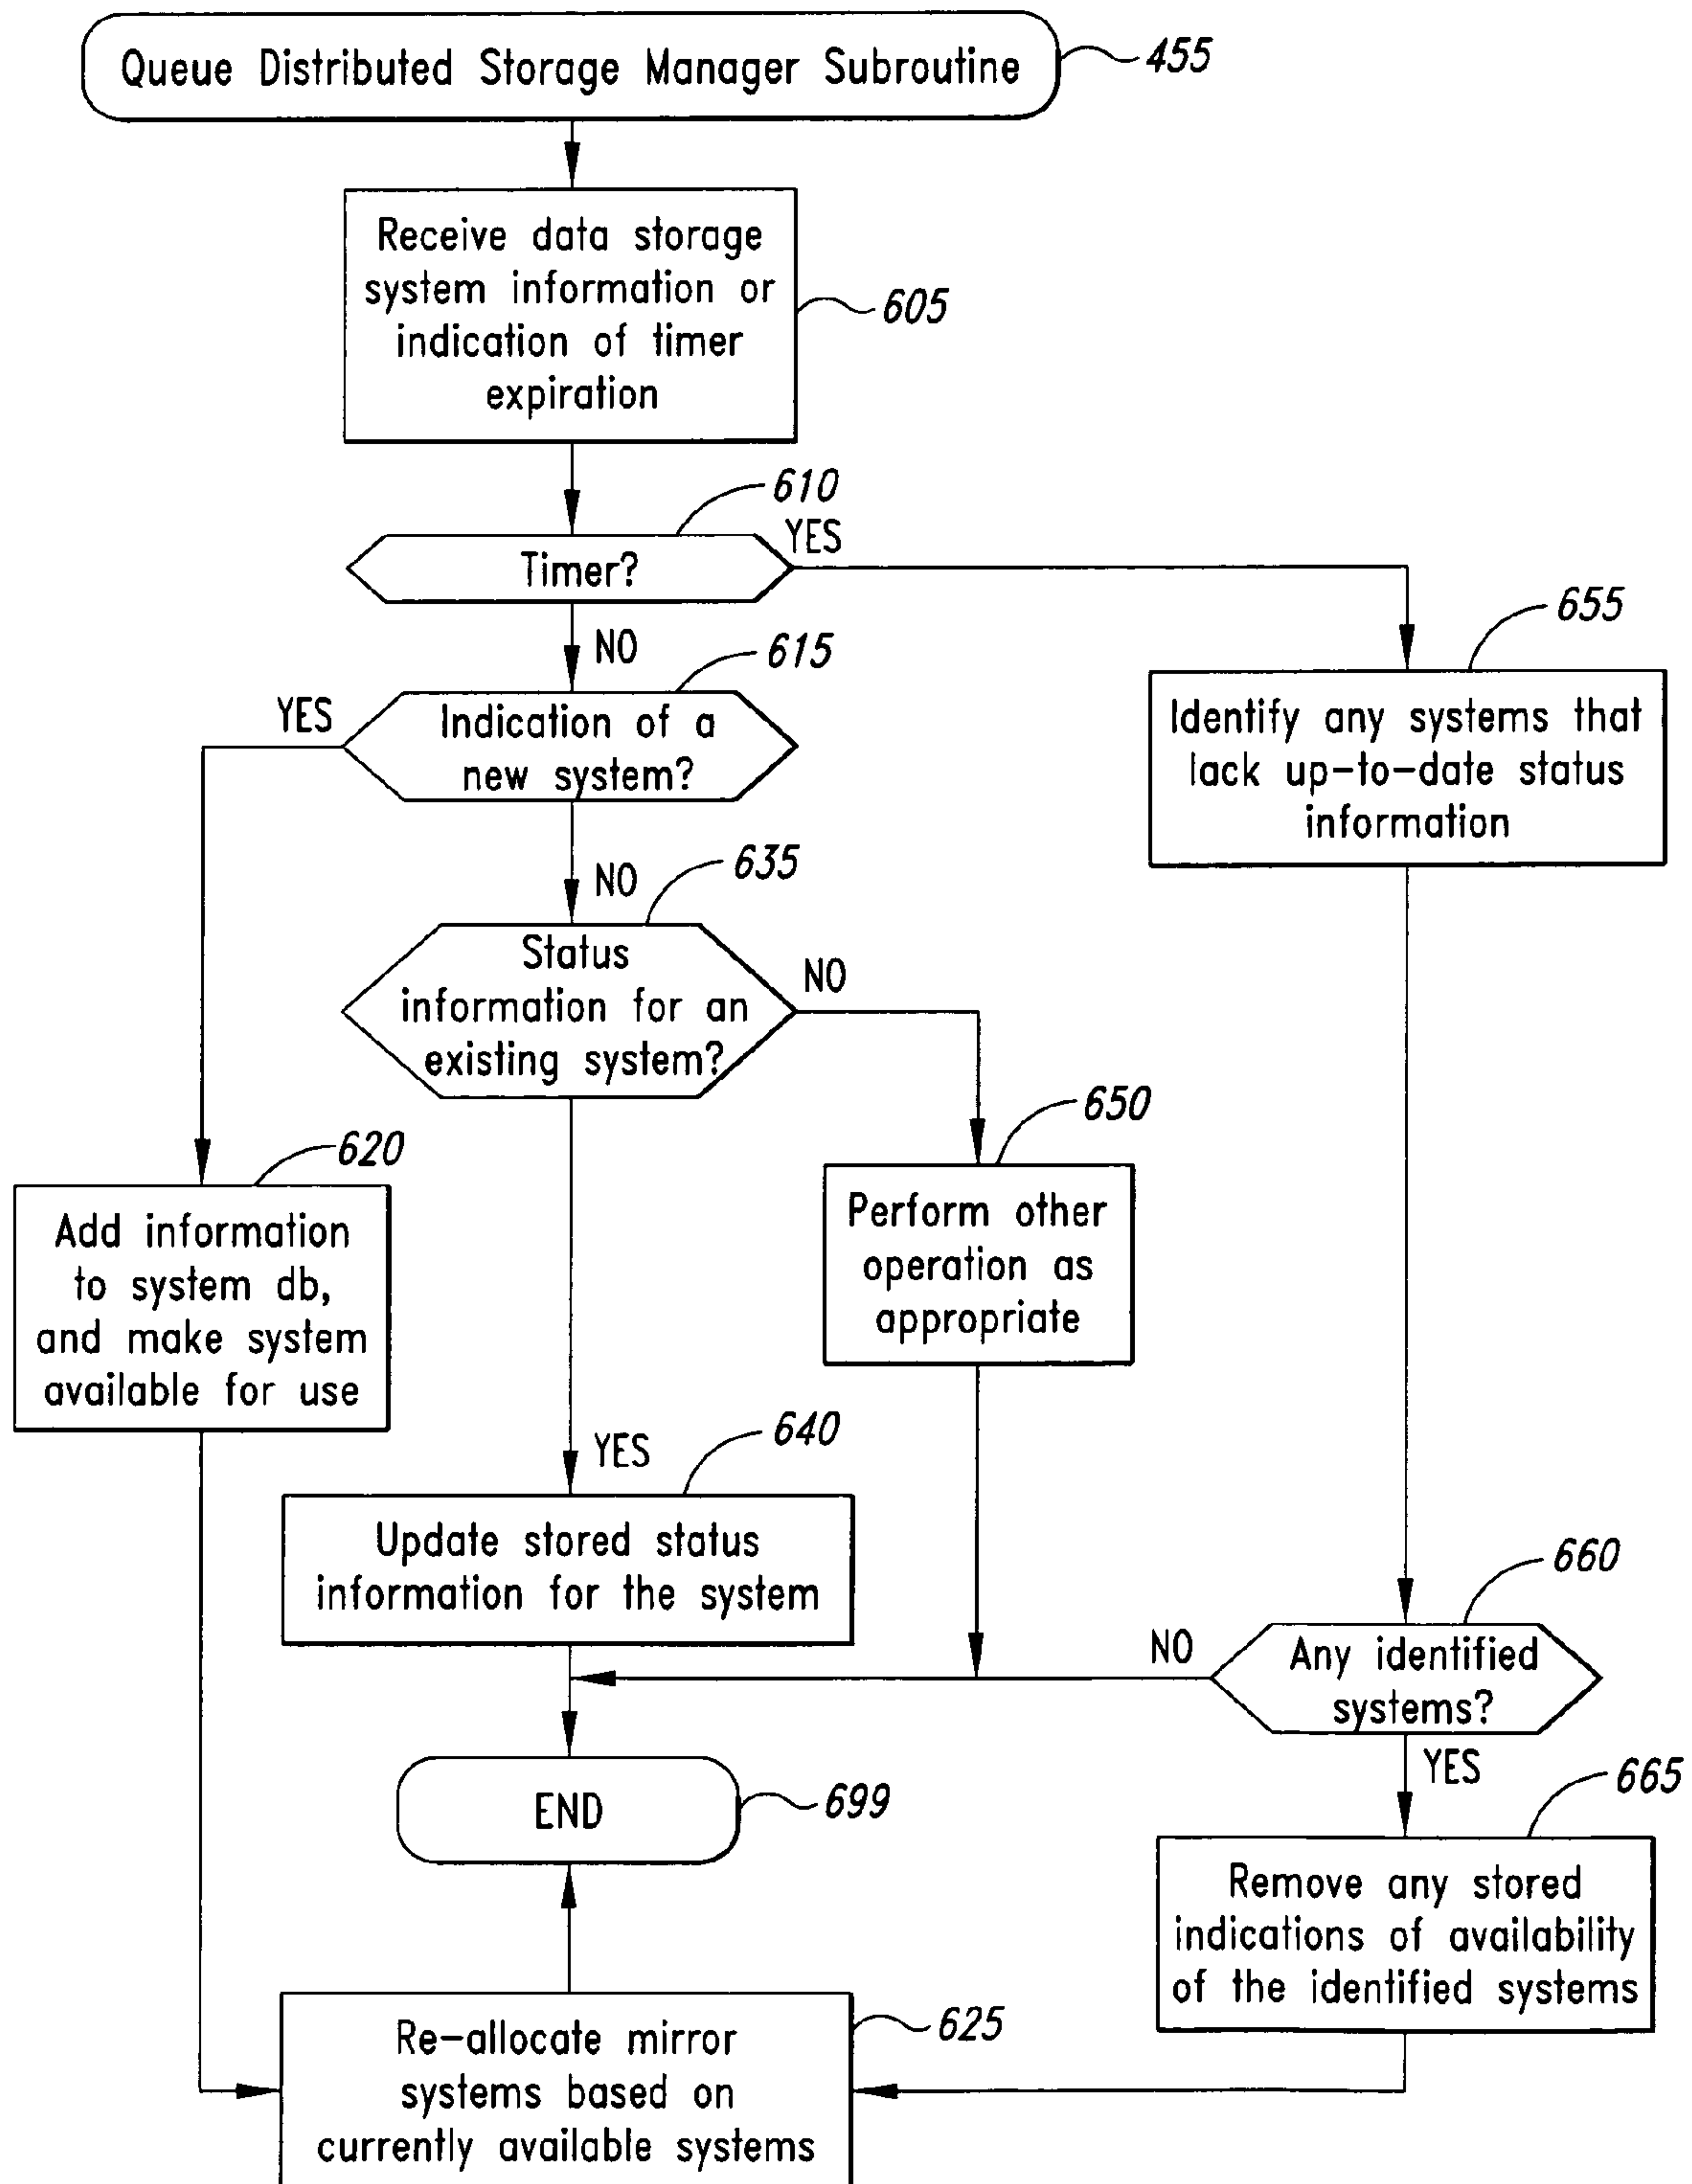 Queue Distributed Storage Manager Subroutine
455
Receive data storage
system information or
indication of timer
expiration
605
610
Timer?
YES
NO
655
Identify any systems that
lack up-to-date status
information
615
YES
Indication of a
new system?
NO
635
Status
information for an
existing system?
NO
650
Perform other
operation as
appropriate
620
Add information
to system db,
and make system
available for use
YES
640
Update stored status
information for the system
660
NO
Any identified
systems?
YES
END
699
665
Remove any stored
indications of availability
of the identified systems
625
Re-allocate mirror
systems based on
currently available systems